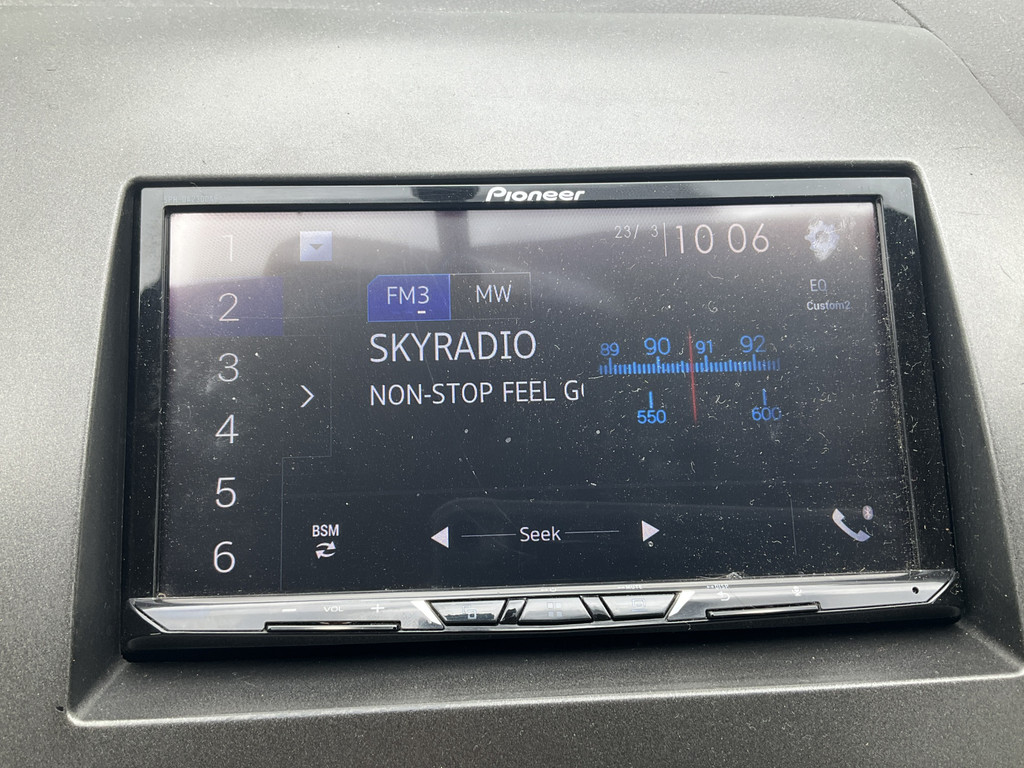 Pioneer
1
23/ 3 10 06
2
FM3 MW
EQ
Custom2
SKYRADIO
3
89 90 91 92
NON-STOP FEEL G
4
550 600
5
BSM
Seek
6
VOL